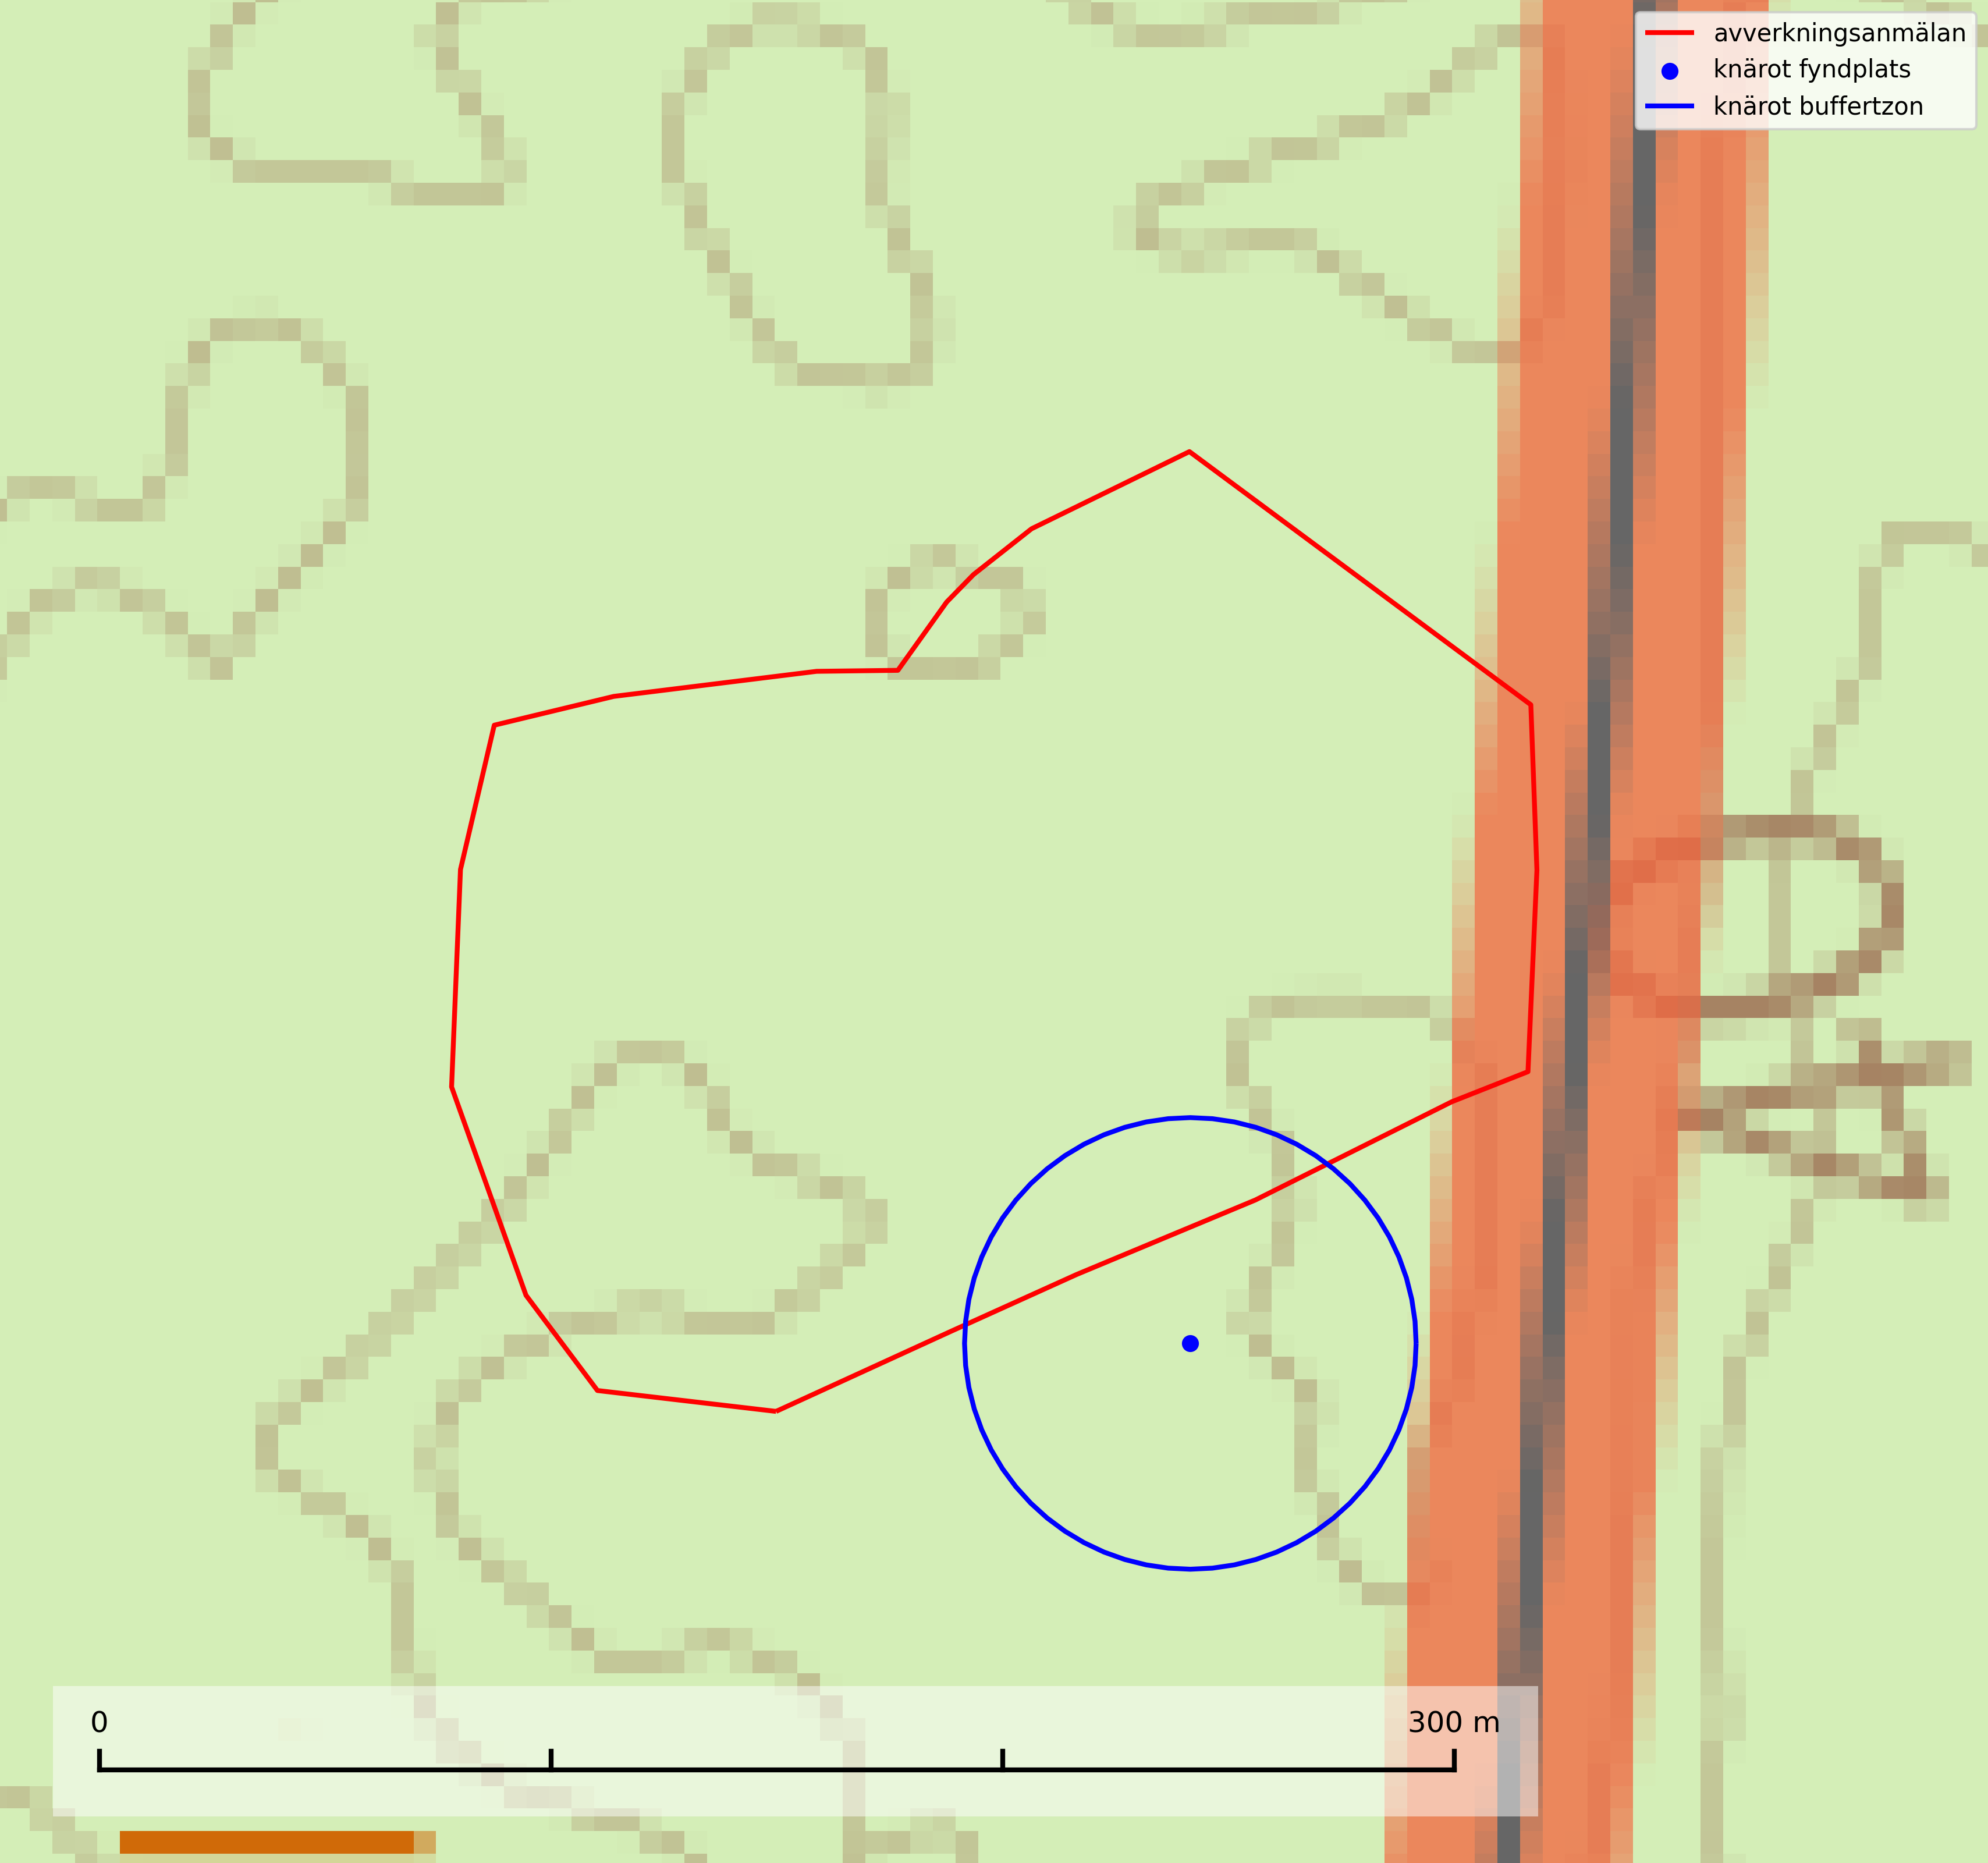 avverkningsanmälan
knärot fyndplats
knärot buffertzon
0
300 m